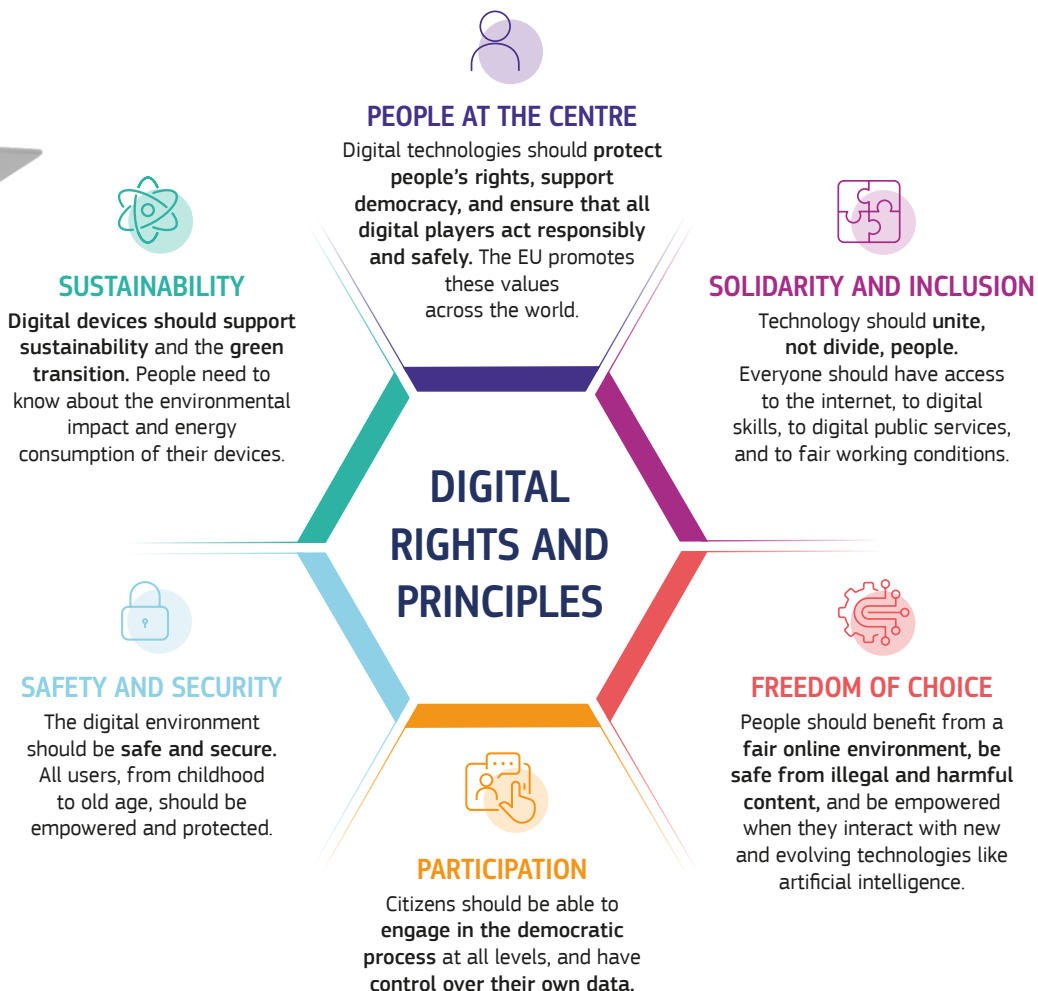 PEOPLE AT THE CENTRE
Digital technologies should protect
people's rights, support
democracy, and ensure that all
digital players act responsibly
and safely. The EU promotes
these values
across the world.
SUSTAINABILITY
Digital devices should support
sustainability and the green
transition. People need to
know about the environmental
impact and energy
consumption of their devices.
SOLIDARITY AND INCLUSION
Technology should unite,
not divide, people.
Everyone should have access
to the internet, to digital
skills, to digital public services,
and to fair working conditions.
DIGITAL
RIGHTS AND
PRINCIPLES
SAFETY AND SECURITY
The digital environment
should be safe and secure.
All users, from childhood
to old age, should be
empowered and protected.
FREEDOM OF CHOICE
People should benefit from a
fair online environment, be
safe from illegal and harmful
content, and be empowered
when they interact with new
and evolving technologies like
artificial intelligence.
PARTICIPATION
Citizens should be able to
engage in the democratic
process at all levels, and have
control over their own data.